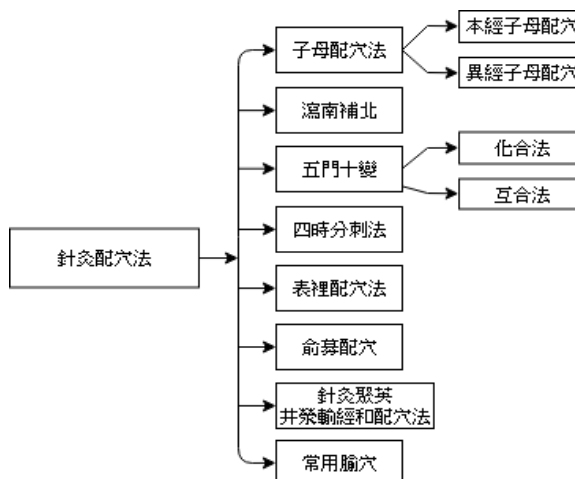 針灸配穴法
子母配穴法
本經子母配穴
異經子母配穴
瀉南補北
五門十變
化合法
互合法
四時分刺法
表裡配穴法
俞募配穴
針灸聚英
井滎輸經和配穴法
常用腧穴